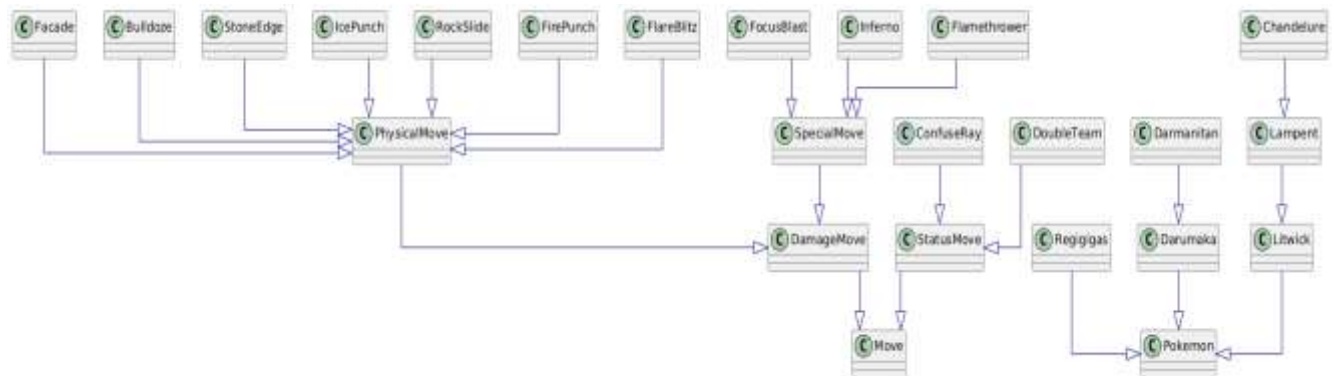 C Facade
C Bulldoze
C StoneEdge
C IcePunch
C RockSlide
C FirePunch
C FlareBlitz
C FocusBlast
C Inferno
C Flamethrower
C Chandelure
C PhysicalMove
C SpecialMove
C ConfuseRay
C DoubleTeam
C Darmanitan
C Lampent
C DamageMove
C StatusMove
C Regigigas
C Darumaka
C Litwick
C Move
C Pokemon